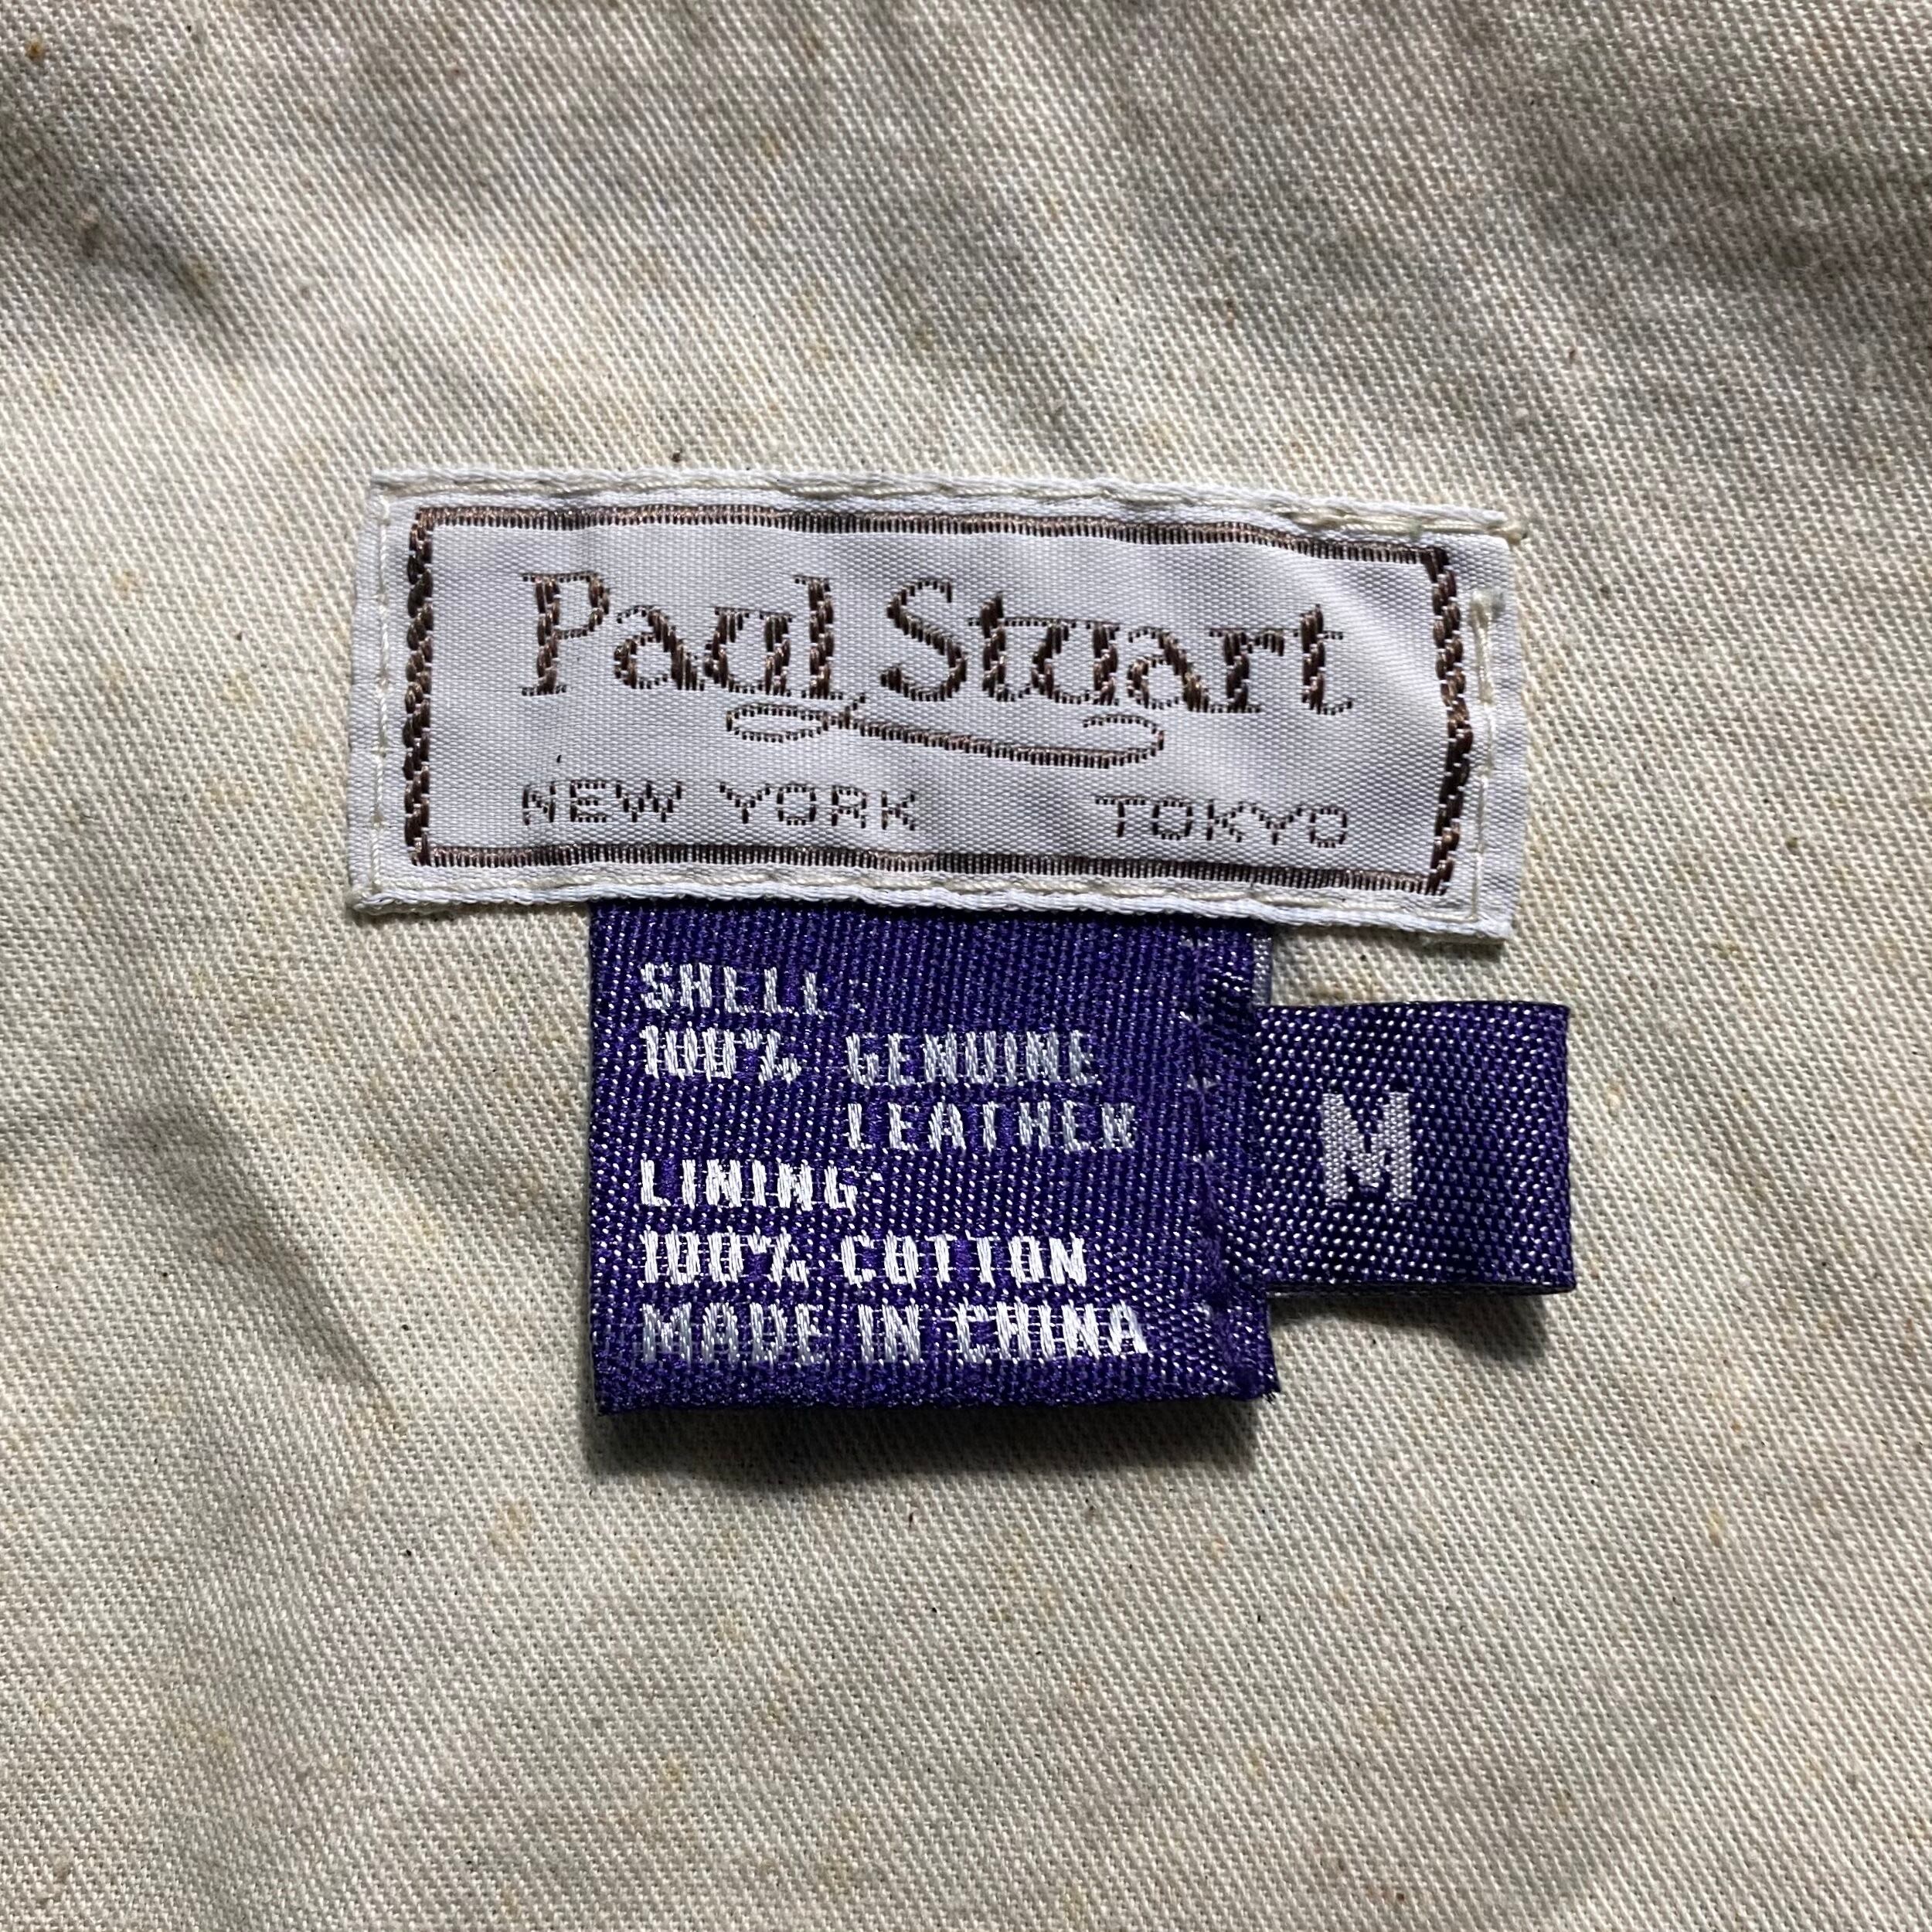 Paul Stuart
NEW YORK TOKYO
SHELL:
100% GENUINE
LEATHER
LINING:
100% COTTON
MADE IN CHINA
M